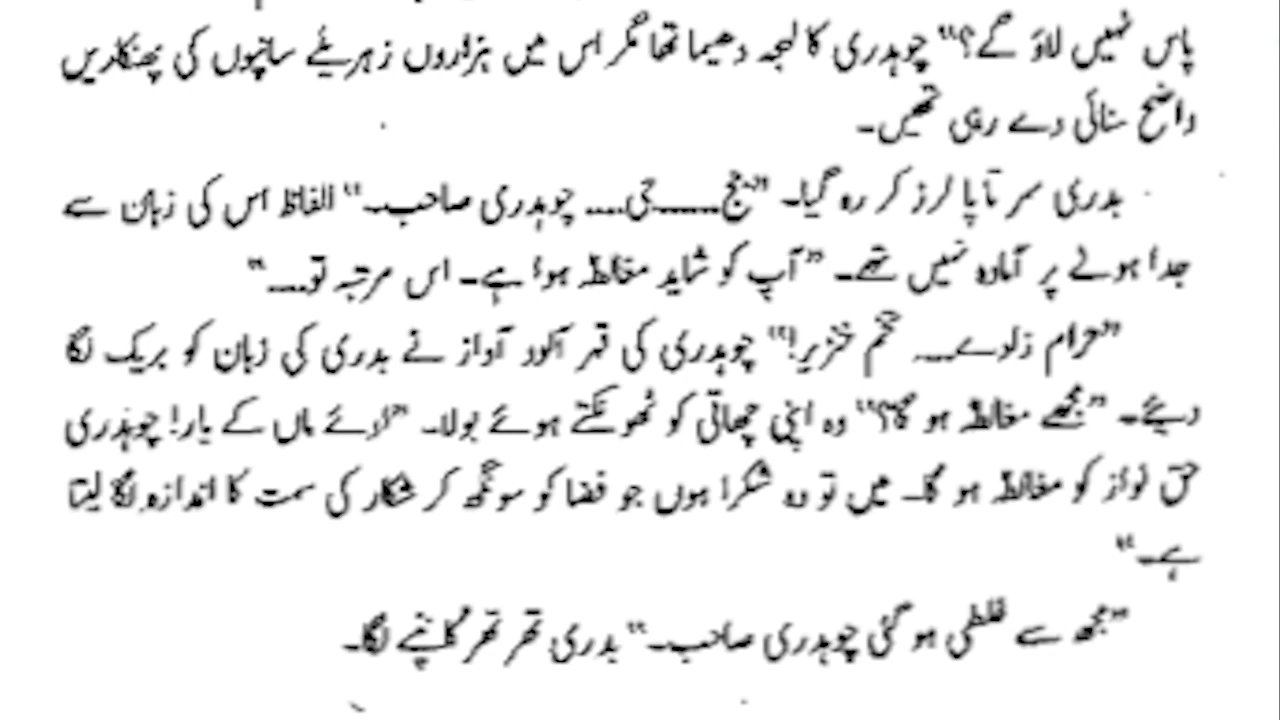 پاس نہیں لاؤ گے؟“ چوہدری کا لہجہ دھیما تھا مگر اس میں ہزاروں زہریلے سانپوں کی پھنکاریں
واضح سنائی دے رہی تھیں۔
بدری سر تاپا لرز کر رہ گیا۔ ”جج۔۔۔۔۔جی.... چوہدری صاحب۔“ الفاظ اس کی زبان سے
جدا ہونے پر آمادہ نہیں تھے۔ ”آپ کو شاید مغالطہ ہوا ہے۔ اس مرتبہ تو....“
”حرام زادے.... تخم خنزیر!“ چوہدری کی قہر آلود آواز نے بدری کی زبان کو بریک لگا
دیئے۔ ”مجھے مغالطہ ہو گا؟“ وہ اپنی چھاتی کو ٹھونکتے ہوئے بولا۔ ”اوئے ماں کے یار! چوہدری
حق نواز کو مغالطہ ہو گا۔ میں تو وہ شکرا ہوں جو فضا کو سونگھ کر شکار کی سمت کا اندازہ لگا لیتا
ہے۔“
”مجھ سے غلطی ہو گئی چوہدری صاحب۔“ بدری تھر تھر کانپنے لگا۔